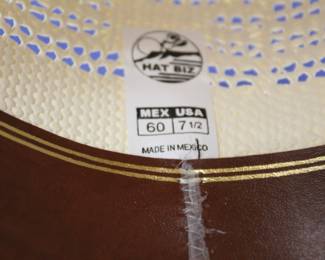 HAT BIZ
MEX USA
60 7 1/2
MADE IN MEXICO